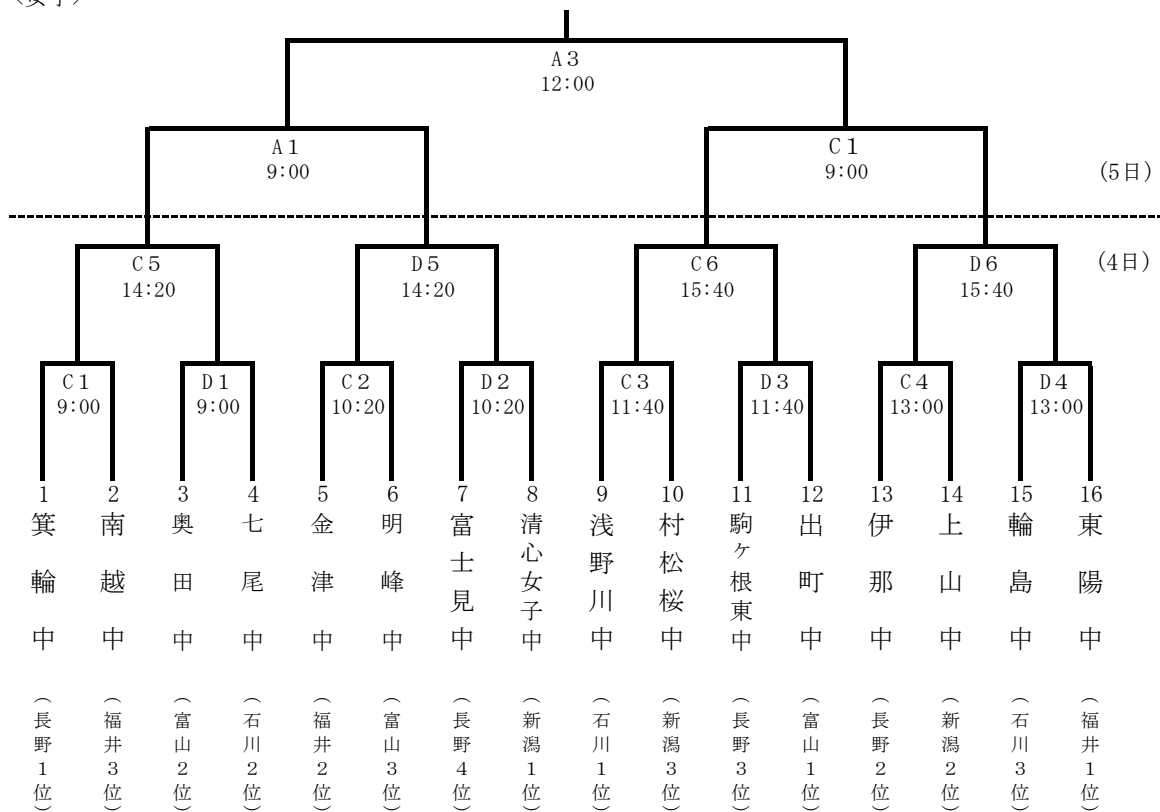 A3
12:00
A1
9:00
C1
9:00
(5日)
C5
14:20
D5
14:20
C6
15:40
D6
15:40
(4日)
C1
9:00
D1
9:00
C2
10:20
D2
10:20
C3
11:40
D3
11:40
C4
13:00
D4
13:00
1
箕輪中
(長野1位)
2
南越中
(福井3位)
3
奥田中
(富山2位)
4
七尾中
(石川2位)
5
金津中
(福井2位)
6
明峰中
(富山3位)
7
富士見中
(長野4位)
8
清心女子中
(新潟1位)
9
浅野川中
(石川1位)
10
村松桜中
(新潟3位)
11
駒ヶ根東中
(長野3位)
12
出町中
(富山1位)
13
伊那中
(長野2位)
14
上山中
(新潟2位)
15
輪島中
(石川3位)
16
東陽中
(福井1位)